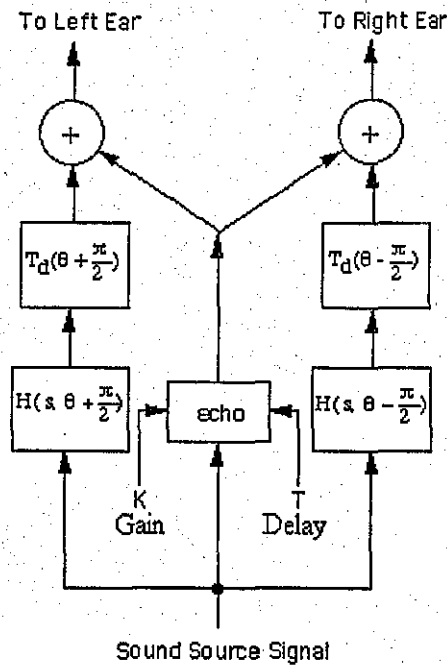 To Left Ear
To Right Ear
+
+
T_d(θ + π/2)
T_d(θ - π/2)
H(s, θ + π/2)
echo
H(s, θ - π/2)
K
T
Gain
Delay
Sound Source Signal